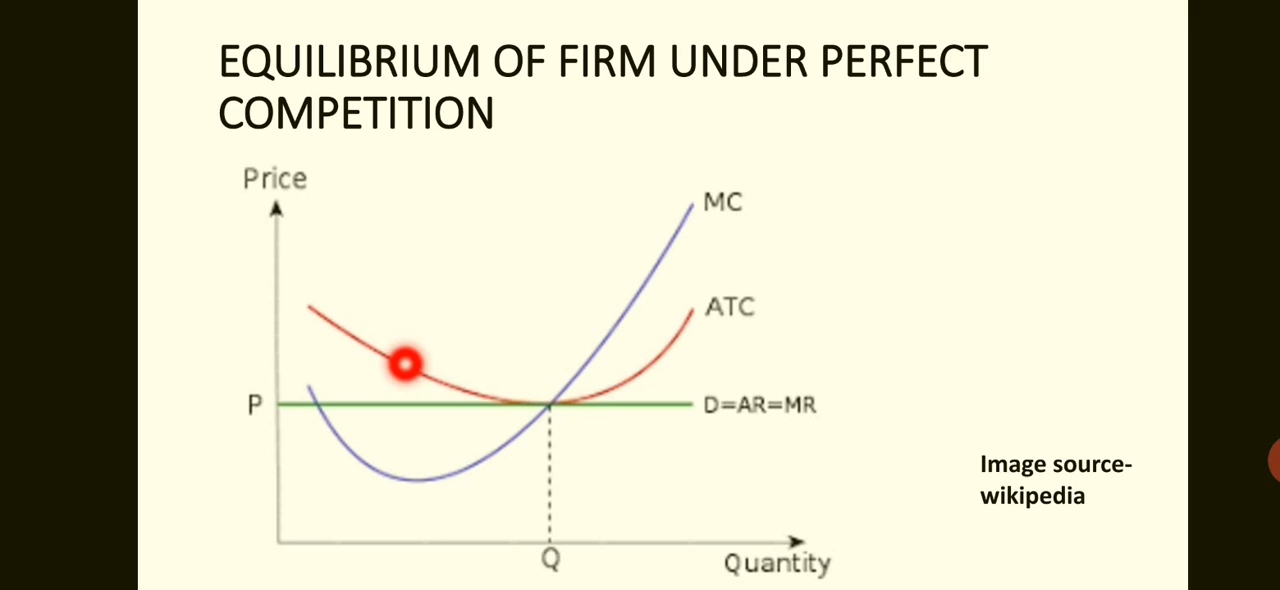 EQUILIBRIUM OF FIRM UNDER PERFECT
COMPETITION
Price
MC
ATC
P
D=AR=MR
Image source-
wikipedia
Q
Quantity